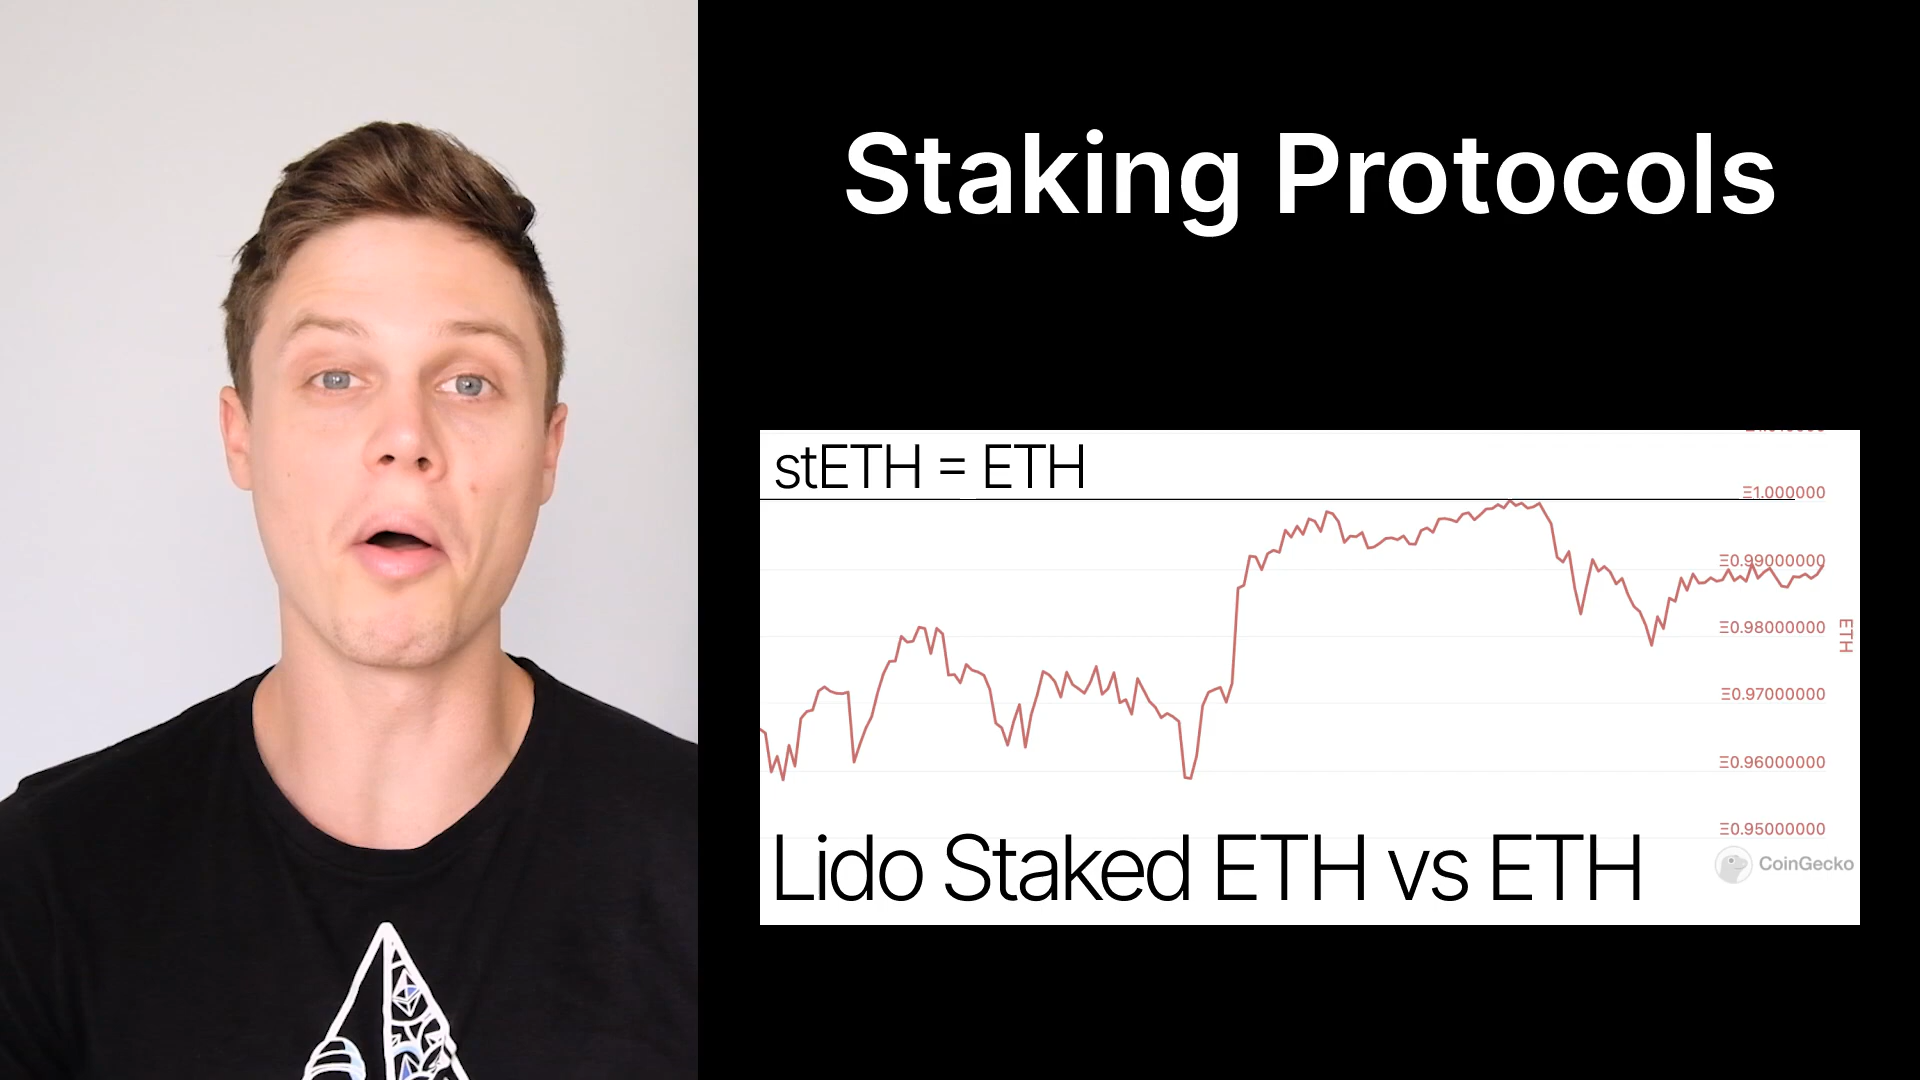 Staking Protocols
stETH = ETH
Ξ1.000000
Ξ0.99000000
Ξ0.98000000
ETH
Ξ0.97000000
Ξ0.96000000
Ξ0.95000000
Lido Staked ETH vs ETH
CoinGecko